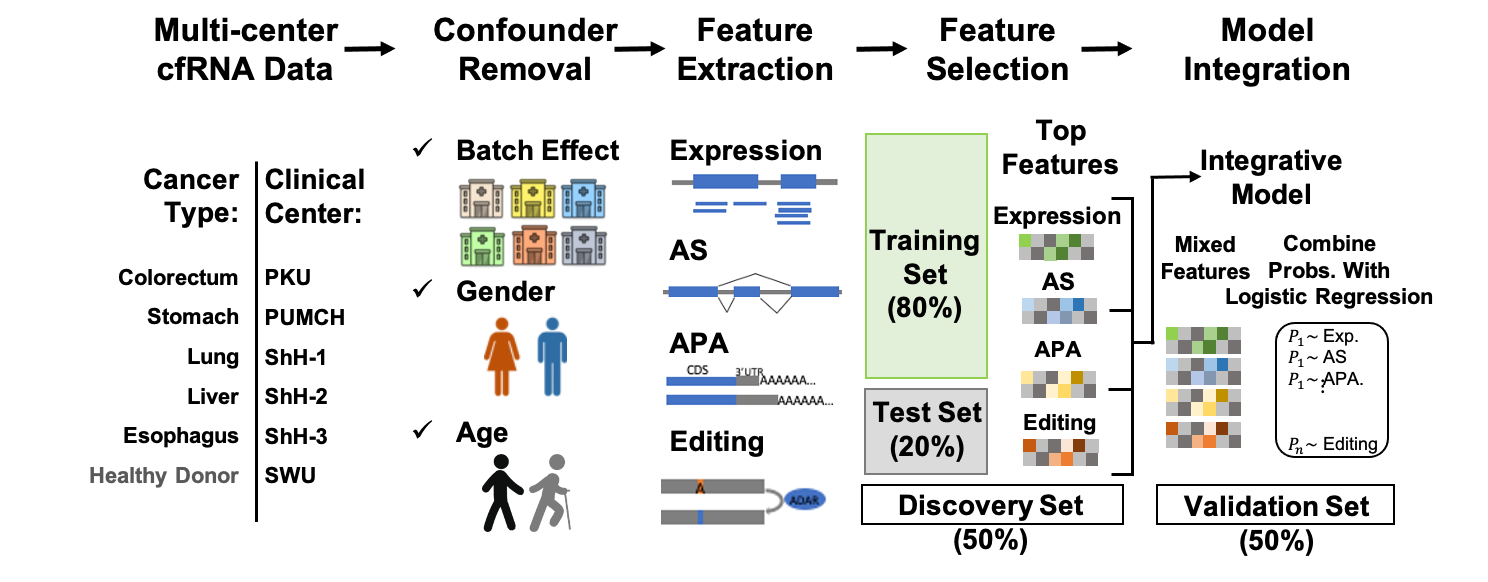 Multi-center
cfRNA Data
Confounder
Removal
Feature
Extraction
Feature
Selection
Model
Integration
Cancer
Type:
Clinical
Center:
Colorectum
PKU
Stomach
PUMCH
Lung
ShH-1
Liver
ShH-2
Esophagus
ShH-3
Healthy Donor
SWU
✓ Batch Effect
✓ Gender
✓ Age
Expression
AS
APA
CDS
3'UTR
AAAAAA...
AAAAAA...
Editing
A
ADAR
Training
Set
(80%)
Test Set
(20%)
Top
Features
Expression
AS
APA
Editing
Discovery Set
(50%)
Integrative
Model
Mixed
Features
Combine
Probs. With
Logistic Regression
P1~ Exp.
P1~ AS
P1~ APA.
⋮
Pn~ Editing
Validation Set
(50%)